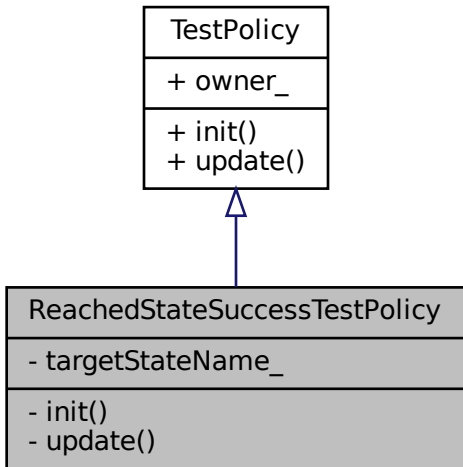 TestPolicy
+ owner_
+ init()
+ update()
ReachedStateSuccessTestPolicy
- targetStateName_
- init()
- update()